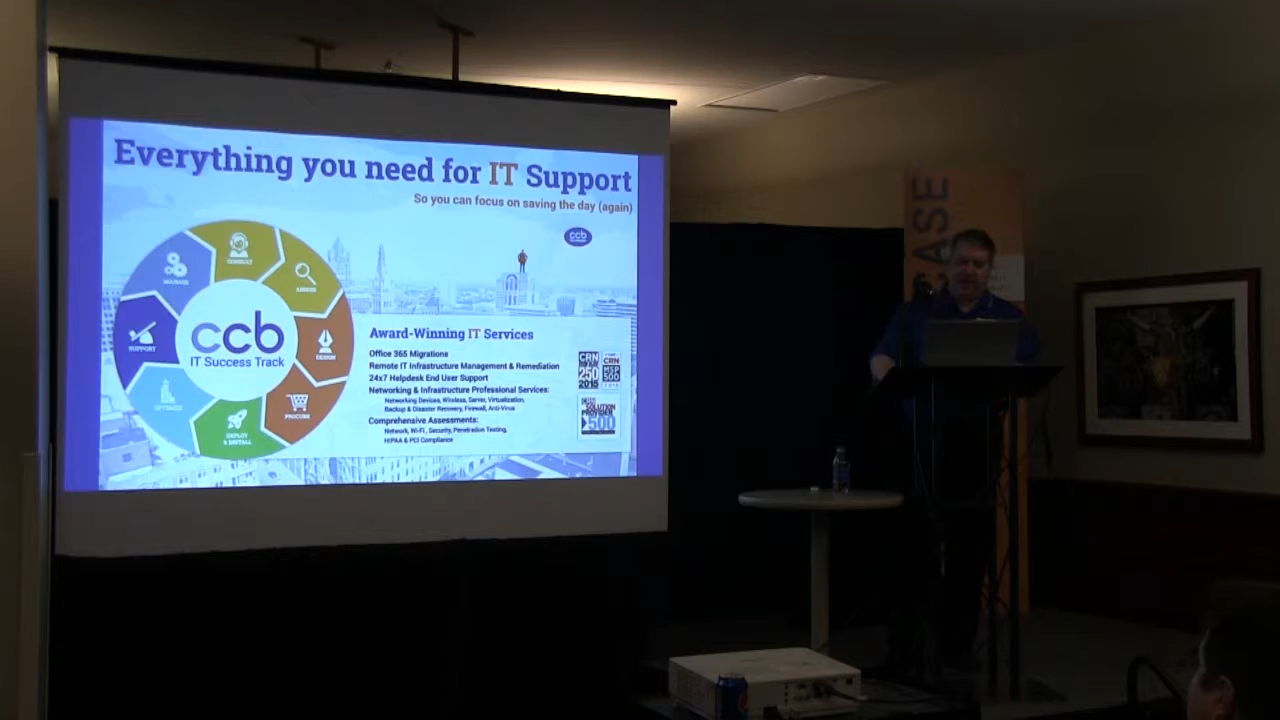 Everything you need for IT Support
So you can focus on saving the day (again)
ccb
CONSULT
ASSESS
DESIGN
PROCURE
DEPLOY
& INSTALL
OPTIMIZE
SUPPORT
MANAGE
ccb
IT Success Track
Award-Winning IT Services
Office 365 Migrations
Remote IT Infrastructure Management & Remediation
24x7 Helpdesk End User Support
Networking & Infrastructure Professional Services:
Networking Devices, Wireless, Server, Virtualization,
Backup & Disaster Recovery, Firewall, Anti-Virus
Comprehensive Assessments:
Network, Wi-Fi, Security, Penetration Testing,
HIPAA & PCI Compliance
CRN
250
2015
CRN
MSP
500
SOLUTION
PROVIDER
500
CASE